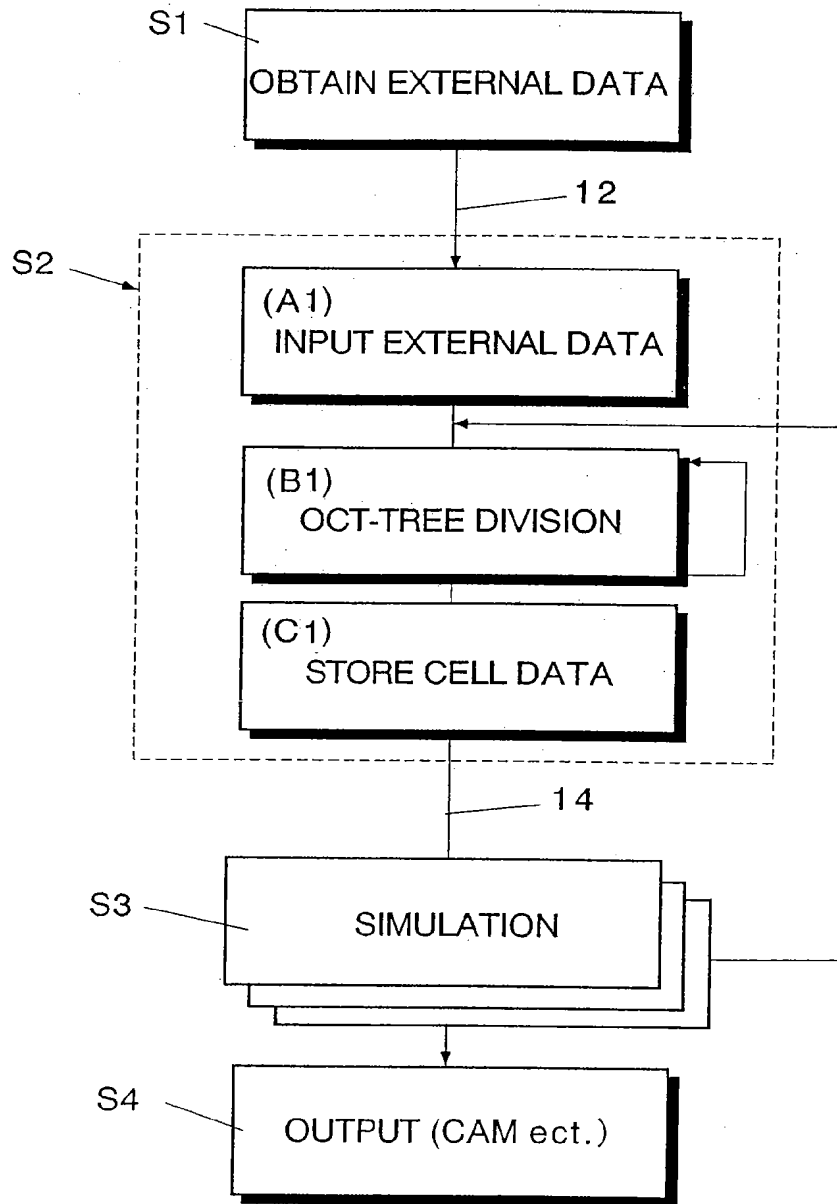 S1
OBTAIN EXTERNAL DATA
12
S2
(A1)
INPUT EXTERNAL DATA
(B1)
OCT-TREE DIVISION
(C1)
STORE CELL DATA
14
S3
SIMULATION
S4
OUTPUT (CAM ect.)